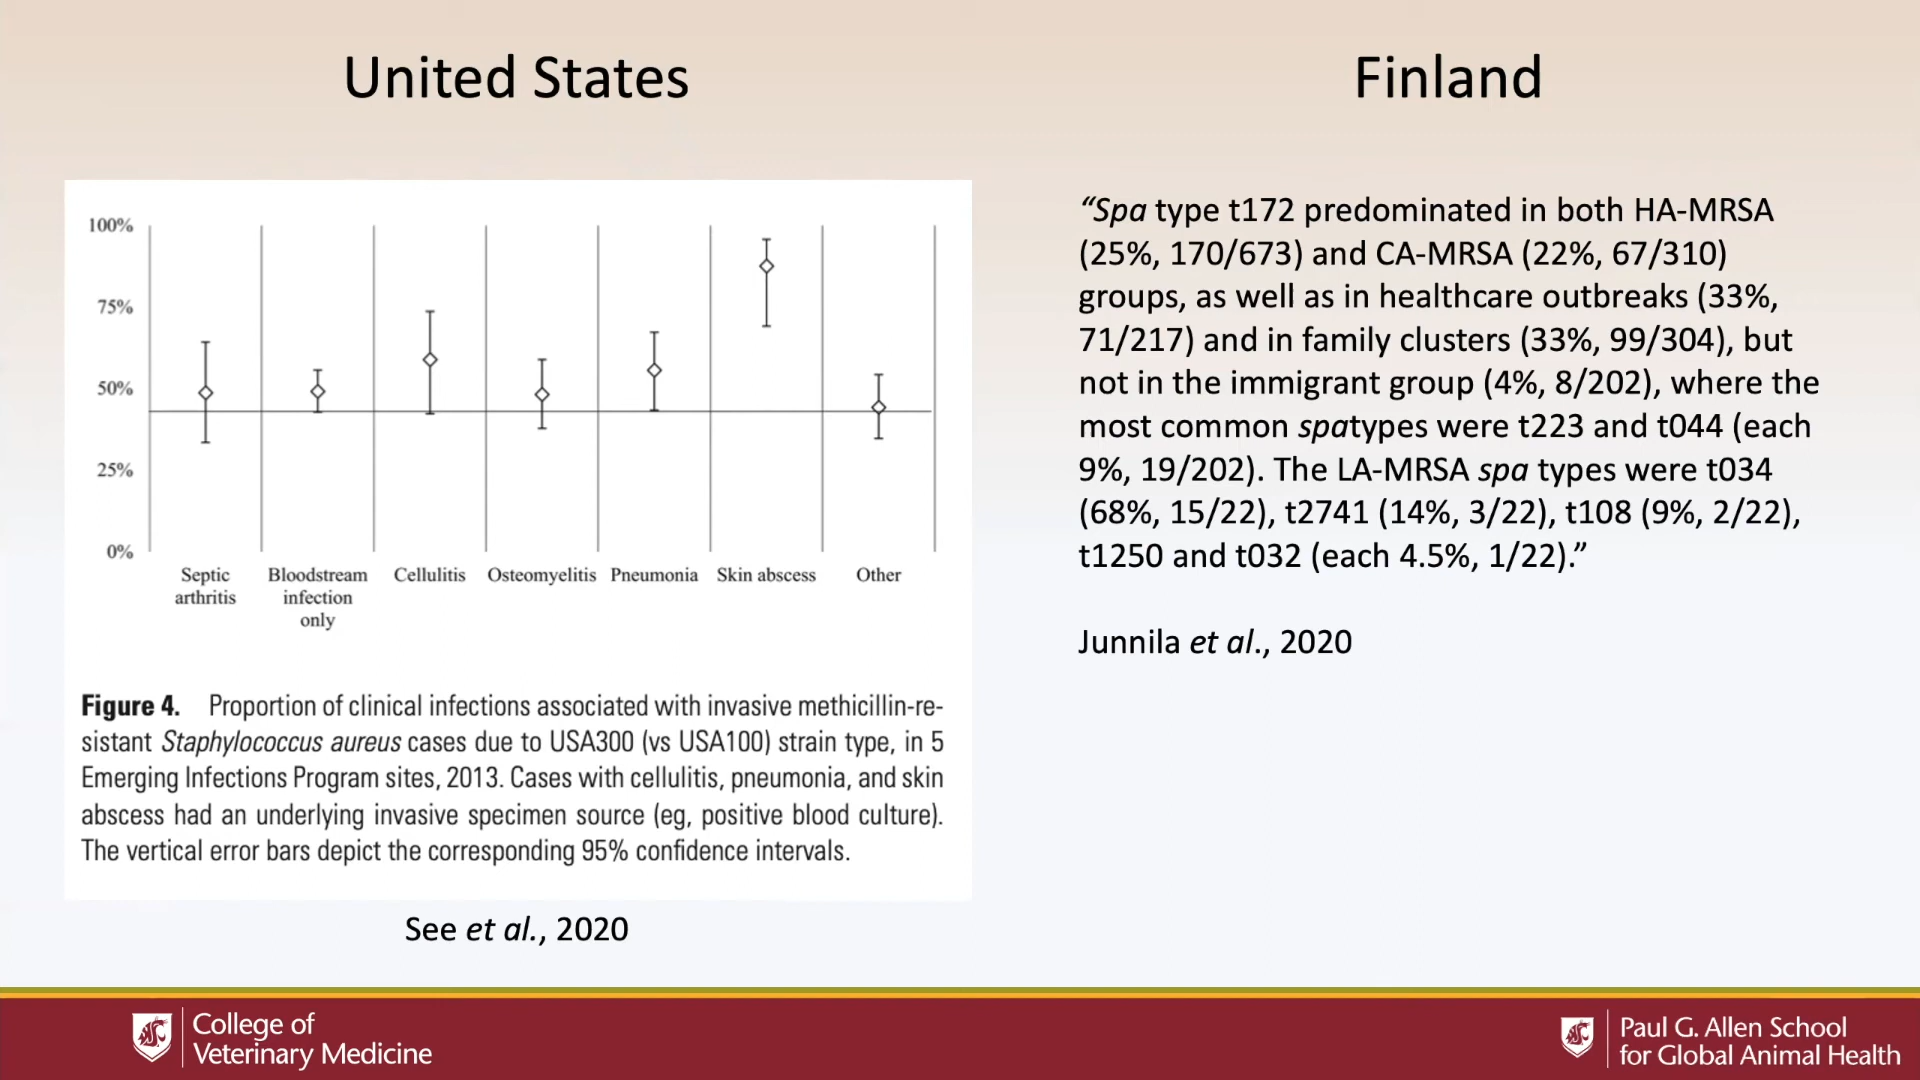 United States
Finland
100%
75%
50%
25%
0%
Septic
arthritis
Bloodstream
infection
only
Cellulitis
Osteomyelitis
Pneumonia
Skin abscess
Other
Figure 4. Proportion of clinical infections associated with invasive methicillin-re-
sistant Staphylococcus aureus cases due to USA300 (vs USA100) strain type, in 5
Emerging Infections Program sites, 2013. Cases with cellulitis, pneumonia, and skin
abscess had an underlying invasive specimen source (eg, positive blood culture).
The vertical error bars depict the corresponding 95% confidence intervals.
See et al., 2020
“Spa type t172 predominated in both HA-MRSA
(25%, 170/673) and CA-MRSA (22%, 67/310)
groups, as well as in healthcare outbreaks (33%,
71/217) and in family clusters (33%, 99/304), but
not in the immigrant group (4%, 8/202), where the
most common spatypes were t223 and t044 (each
9%, 19/202). The LA-MRSA spa types were t034
(68%, 15/22), t2741 (14%, 3/22), t108 (9%, 2/22),
t1250 and t032 (each 4.5%, 1/22).”
Junnila et al., 2020
College of
Veterinary Medicine
Paul G. Allen School
for Global Animal Health